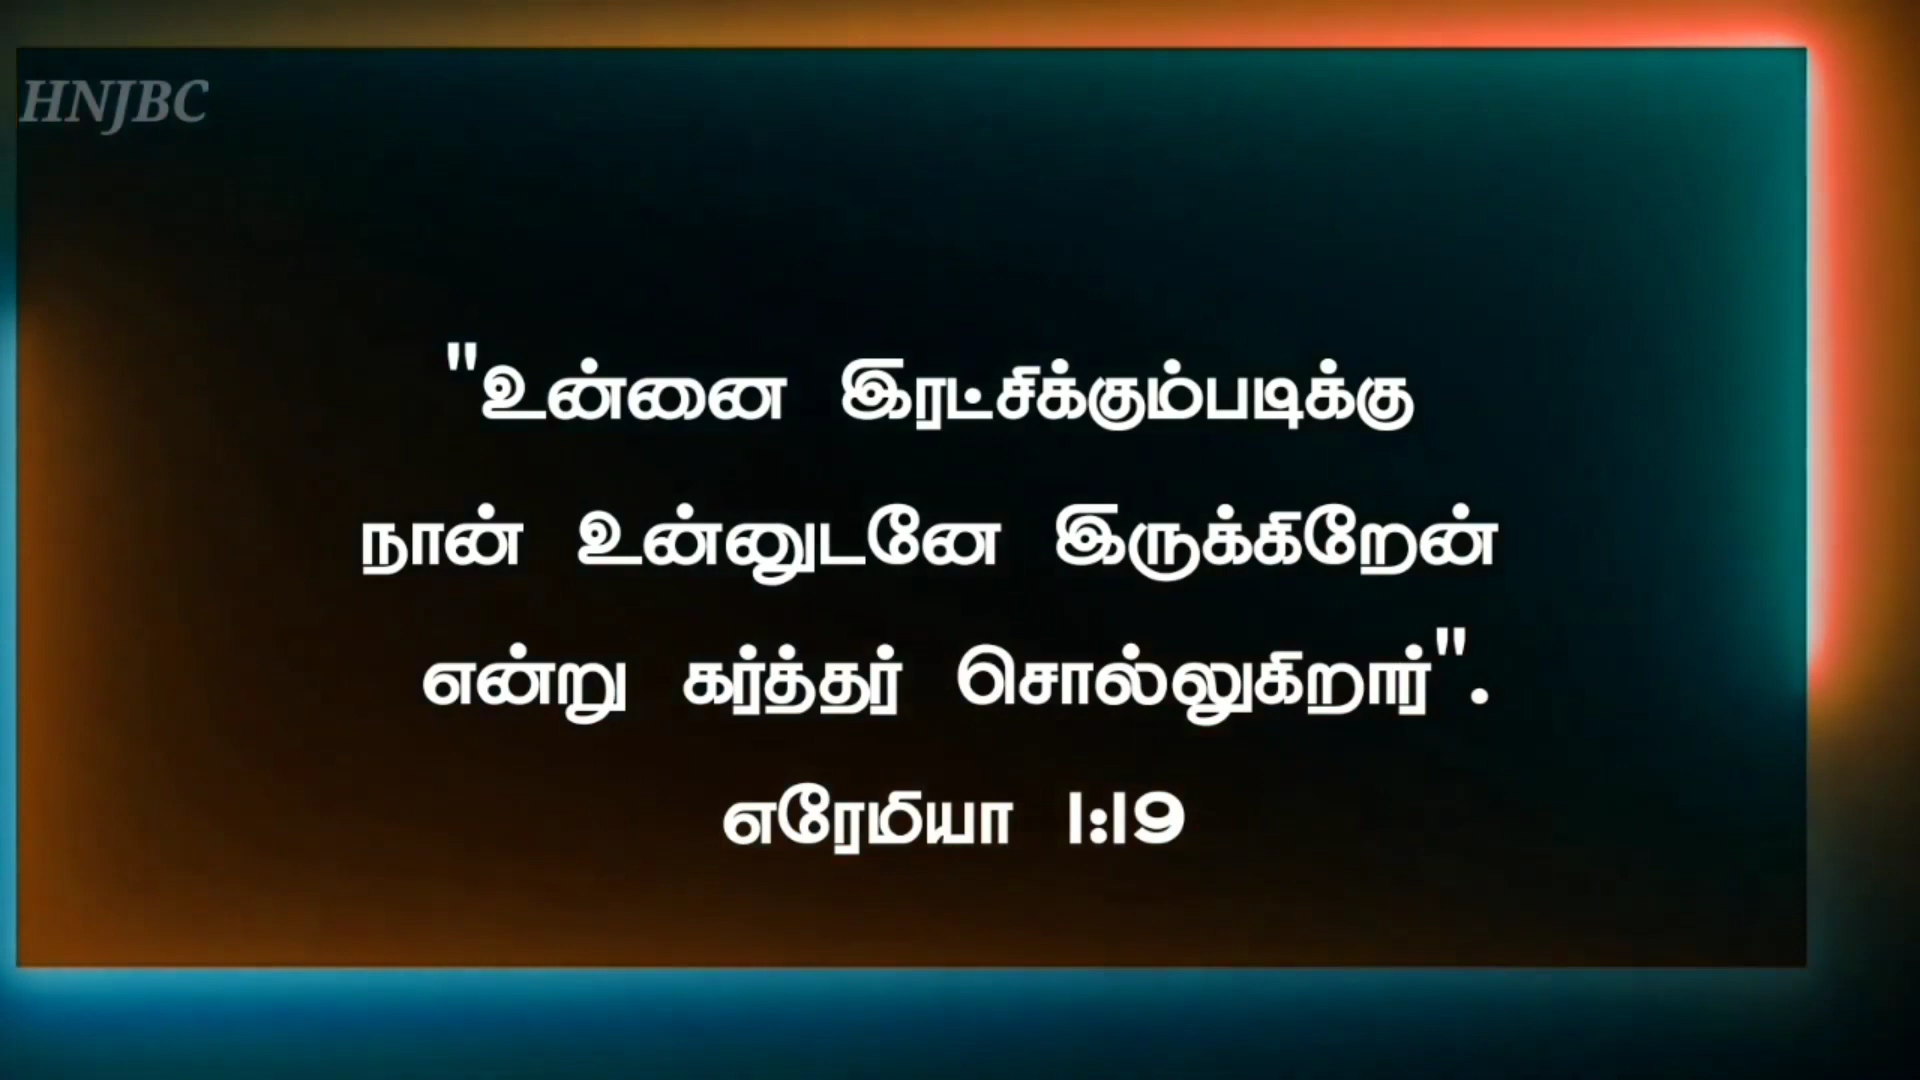 HNJBC
"உன்னை இரட்சிக்கும்படிக்கு
நான் உன்னுடனே இருக்கிறேன்
என்று கர்த்தர் சொல்லுகிறார்".
எரேமியா 1:19